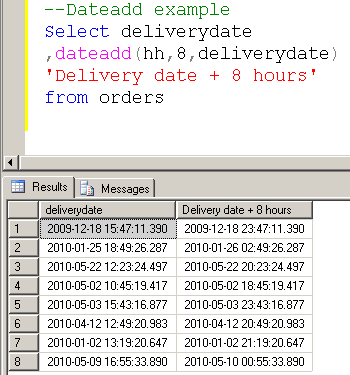 --Dateadd example
Select deliverydate
,dateadd(hh,8,deliverydate)
'Delivery date + 8 hours'
from orders
Results Messages
deliverydate Delivery date + 8 hours
1 2009-12-18 15:47:11.390 2009-12-18 23:47:11.390
2 2010-01-25 18:49:26.287 2010-01-26 02:49:26.287
3 2010-05-22 12:23:24.497 2010-05-22 20:23:24.497
4 2010-05-02 10:45:19.417 2010-05-02 18:45:19.417
5 2010-05-03 15:43:16.877 2010-05-03 23:43:16.877
6 2010-04-12 12:49:20.983 2010-04-12 20:49:20.983
7 2010-01-02 13:19:20.647 2010-01-02 21:19:20.647
8 2010-05-09 16:55:33.890 2010-05-10 00:55:33.890